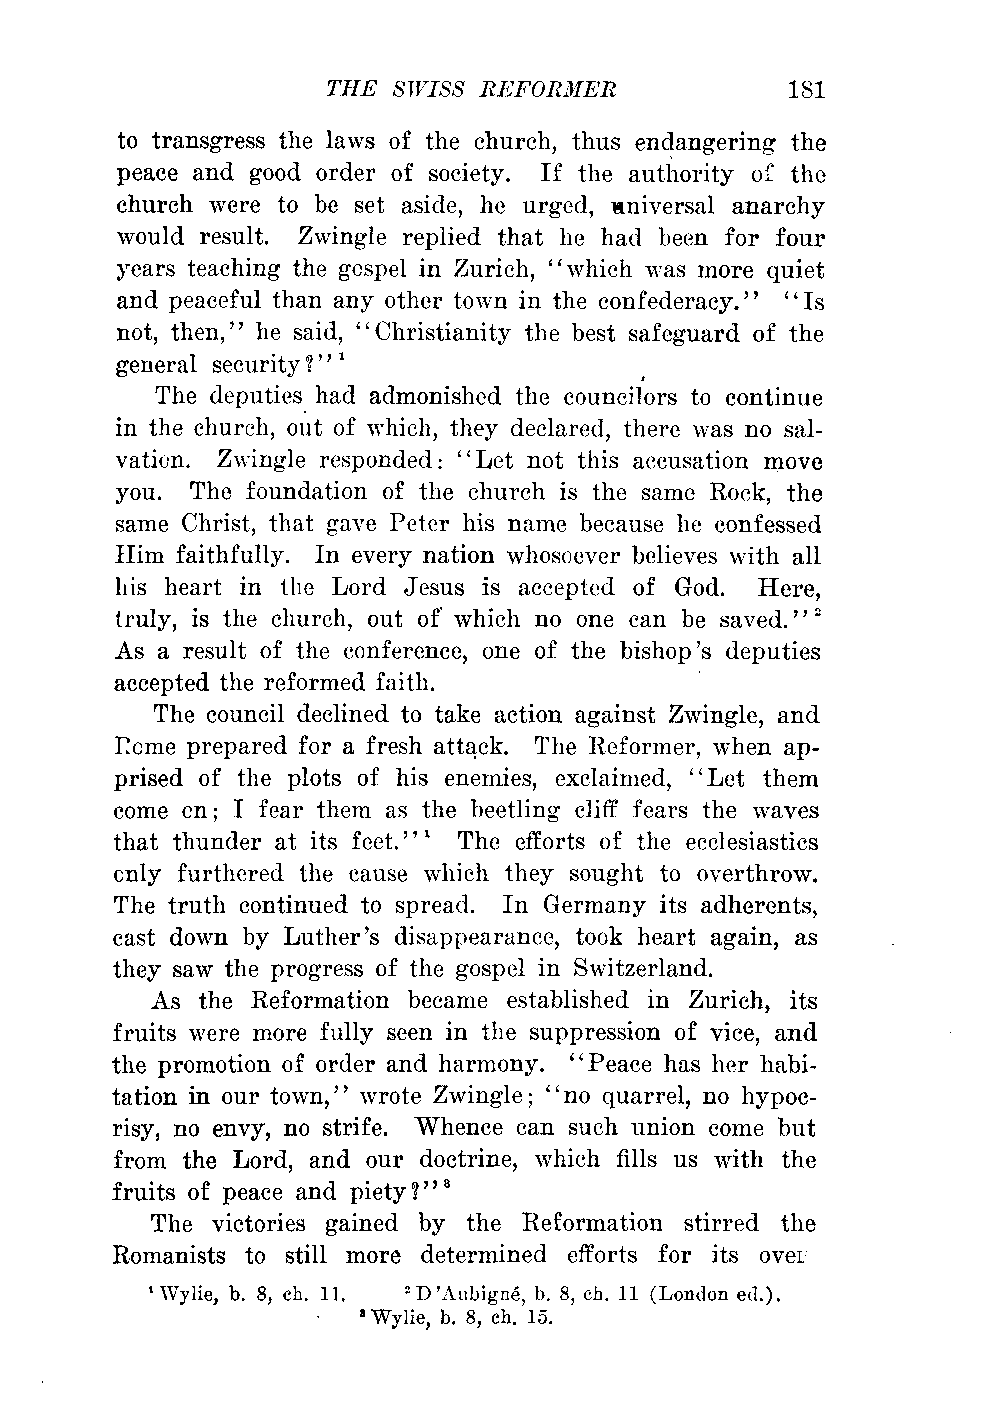 THE SWISS REFORMER 181
to transgress the laws of the church, thus endangering the
peace and good order of society. If the authority of the
church were to be set aside, he urged, universal anarchy
would result. Zwingle replied that he had been for four
years teaching the gospel in Zurich, “which was more quiet
and peaceful than any other town in the confederacy.” “Is
not, then,” he said, “Christianity the best safeguard of the
general security?”¹
The deputies had admonished the councilors to continue
in the church, out of which, they declared, there was no sal-
vation. Zwingle responded: “Let not this accusation move
you. The foundation of the church is the same Rock, the
same Christ, that gave Peter his name because he confessed
Him faithfully. In every nation whosoever believes with all
his heart in the Lord Jesus is accepted of God. Here,
truly, is the church, out of which no one can be saved.”²
As a result of the conference, one of the bishop's deputies
accepted the reformed faith.
The council declined to take action against Zwingle, and
Rome prepared for a fresh attack. The Reformer, when ap-
prised of the plots of his enemies, exclaimed, “Let them
come on; I fear them as the beetling cliff fears the waves
that thunder at its feet.”¹ The efforts of the ecclesiastics
only furthered the cause which they sought to overthrow.
The truth continued to spread. In Germany its adherents,
cast down by Luther's disappearance, took heart again, as
they saw the progress of the gospel in Switzerland.
As the Reformation became established in Zurich, its
fruits were more fully seen in the suppression of vice, and
the promotion of order and harmony. “Peace has her habi-
tation in our town,” wrote Zwingle; “no quarrel, no hypoc-
risy, no envy, no strife. Whence can such union come but
from the Lord, and our doctrine, which fills us with the
fruits of peace and piety?”³
The victories gained by the Reformation stirred the
Romanists to still more determined efforts for its over
¹ Wylie, b. 8, ch. 11. ² D'Aubigné, b. 8, ch. 11 (London ed.).
³ Wylie, b. 8, ch. 15.